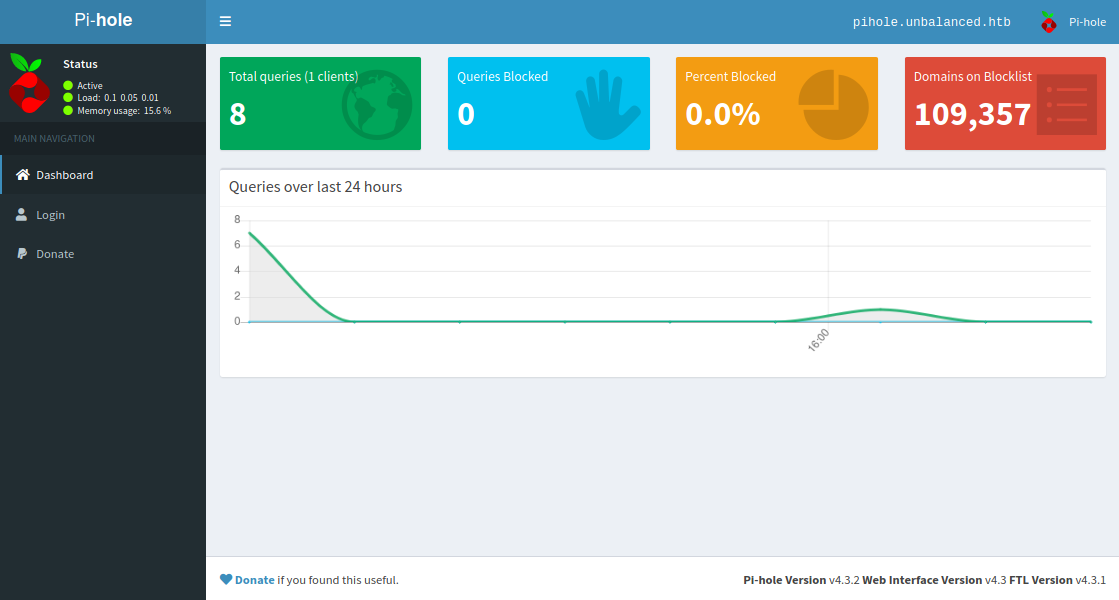 Pi-hole
pihole.unbalanced.htb
Pi-hole
Status
Active
Load: 0.1 0.05 0.01
Memory usage: 15.6 %
MAIN NAVIGATION
Dashboard
Login
Donate
Total queries (1 clients)
8
Queries Blocked
0
Percent Blocked
0.0%
Domains on Blocklist
109,357
Queries over last 24 hours
8
6
4
2
0
16:00
Donate if you found this useful.
Pi-hole Version v4.3.2 Web Interface Version v4.3 FTL Version v4.3.1